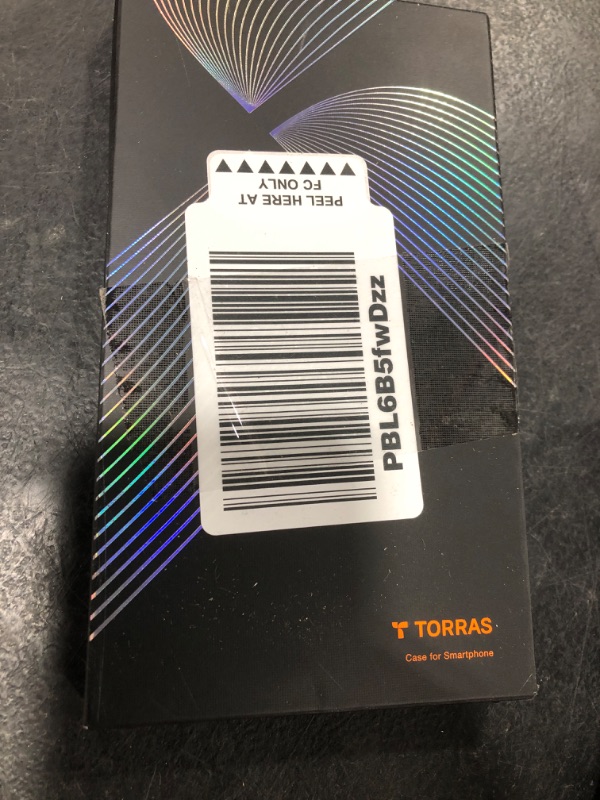 PEEL HERE AT
FC ONLY
PBL6B5fwDzz
TORRAS
Case for Smartphone